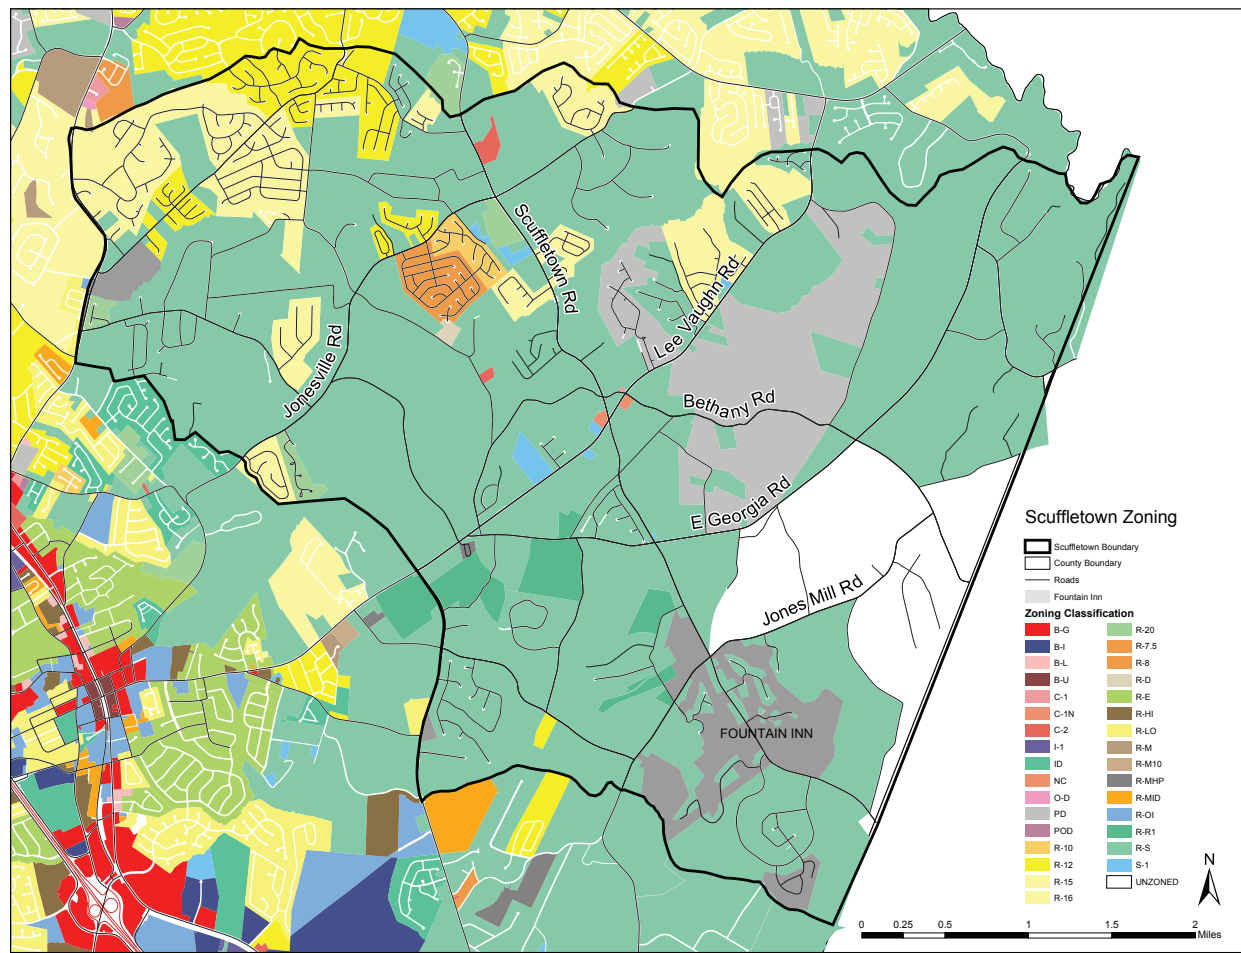 Scuffletown Rd
Lee Vaughn Rd
Jonesville Rd
Bethany Rd
E Georgia Rd
Jones Mill Rd
FOUNTAIN INN
Scuffletown Zoning
Scuffletown Boundary
County Boundary
Roads
Fountain Inn
Zoning Classification
B-G
B-I
B-L
B-U
C-1
C-1N
C-2
I-1
ID
NC
O-D
PD
POD
R-10
R-12
R-15
R-16
R-20
R-7.5
R-8
R-D
R-E
R-HI
R-LO
R-M
R-M10
R-MHP
R-MID
R-OI
R-R1
R-S
S-1
UNZONED
N
0 0.25 0.5 1 1.5 2
Miles